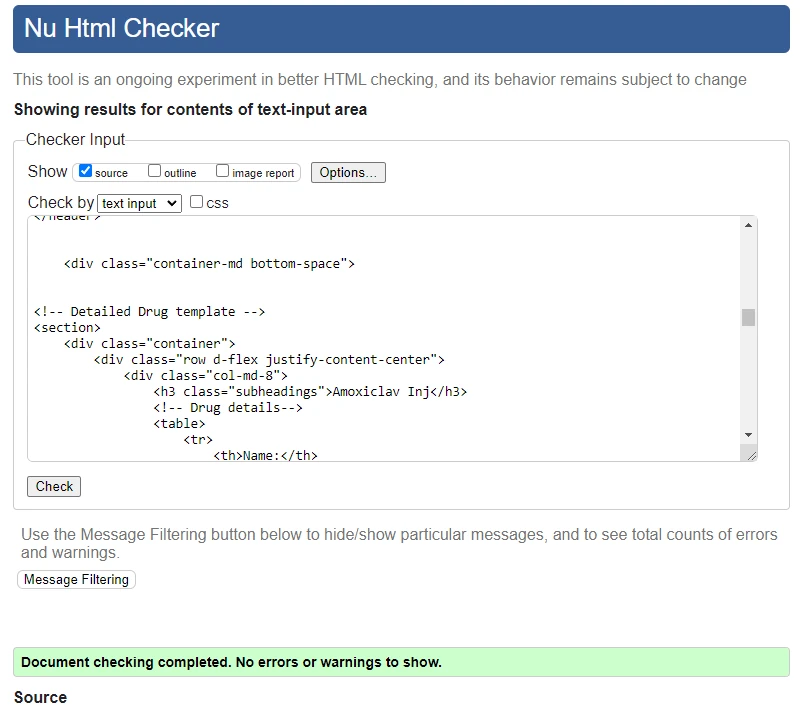 Nu Html Checker
This tool is an ongoing experiment in better HTML checking, and its behavior remains subject to change
Showing results for contents of text-input area
Checker Input
Show source outline image report Options...
Check by text input css
</header>
<div class="container-md bottom-space">
<!-- Detailed Drug template -->
<section>
<div class="container">
<div class="row d-flex justify-content-center">
<div class="col-md-8">
<h3 class="subheadings">Amoxiclav Inj</h3>
<!-- Drug details-->
<table>
<tr>
<th>Name:</th>
Check
Use the Message Filtering button below to hide/show particular messages, and to see total counts of errors
and warnings.
Message Filtering
Document checking completed. No errors or warnings to show.
Source